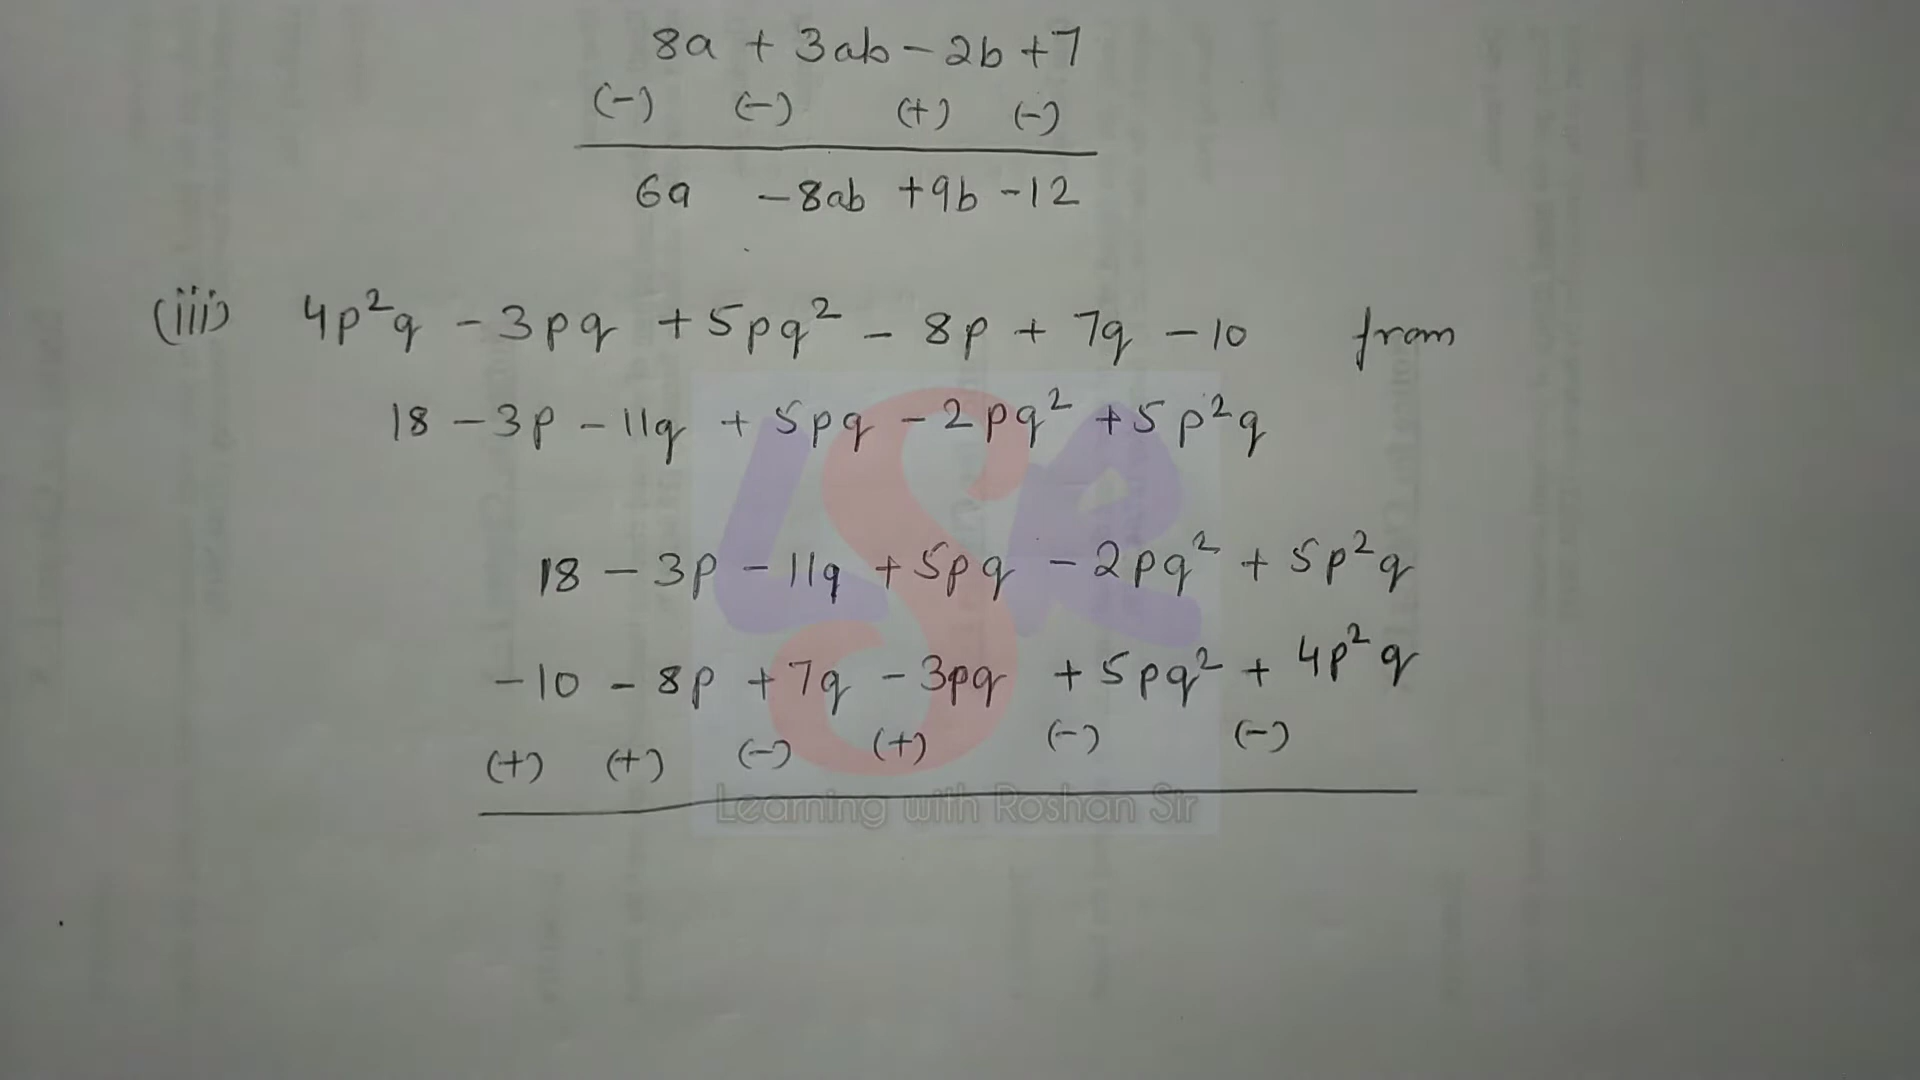 8a + 3ab - 2b + 7
(-) (-) (+) (-)
6a - 8ab + 9b - 12
(iii) 4p²q - 3pq + 5pq² - 8p + 7q - 10 from
18 - 3p - 11q + 5pq - 2pq² + 5p²q
18 - 3p - 11q + 5pq - 2pq² + 5p²q
-10 - 8p + 7q - 3pq + 5pq² + 4p²q
(+) (+) (-) (+) (-) (-)
LSR
Learning with Roshan Sir